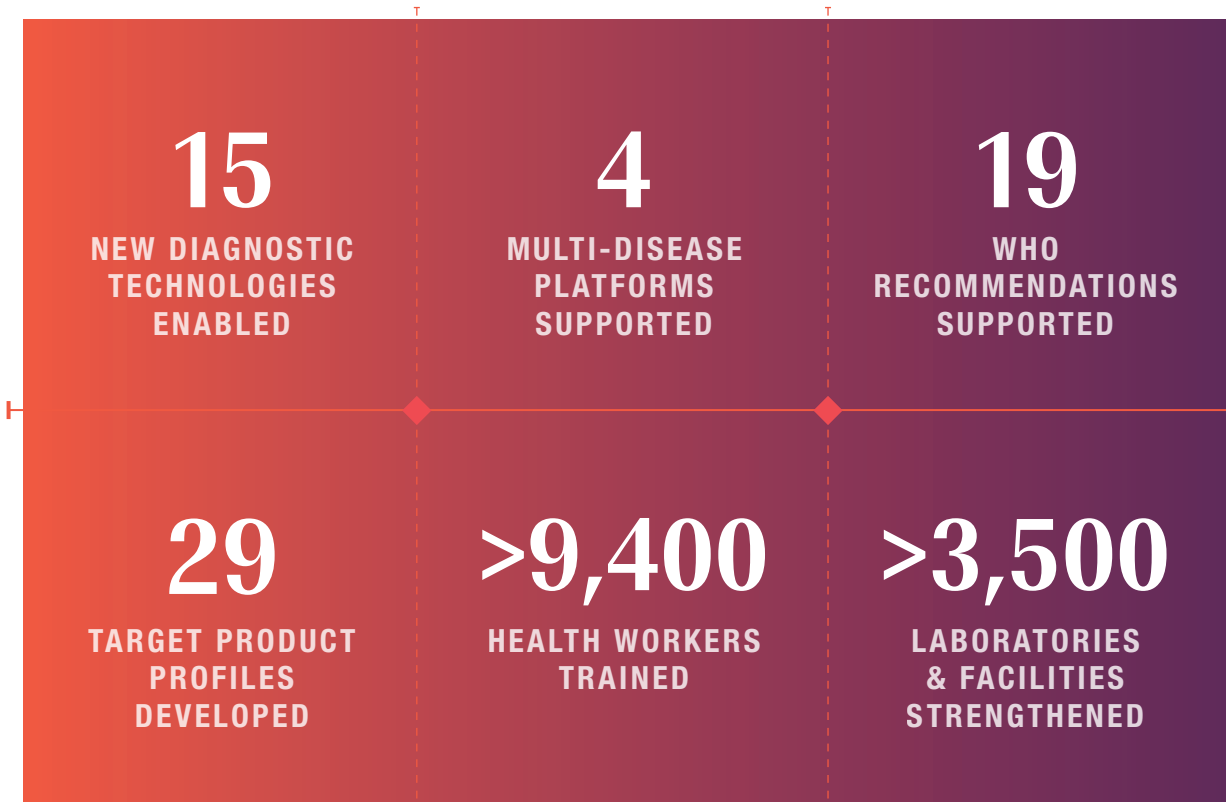 15
NEW DIAGNOSTIC
TECHNOLOGIES
ENABLED
4
MULTI-DISEASE
PLATFORMS
SUPPORTED
19
WHO
RECOMMENDATIONS
SUPPORTED
29
TARGET PRODUCT
PROFILES
DEVELOPED
>9,400
HEALTH WORKERS
TRAINED
>3,500
LABORATORIES
& FACILITIES
STRENGTHENED